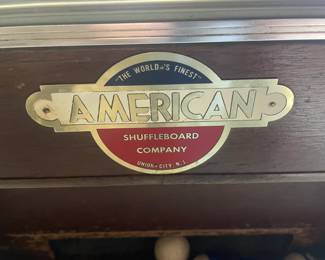 "THE WORLD'S FINEST"
AMERICAN
SHUFFLEBOARD
COMPANY
UNION CITY, N.J.